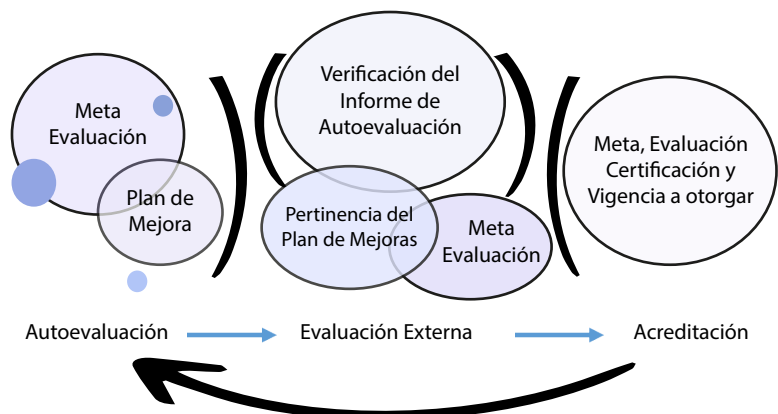 Meta
Evaluación
Plan de
Mejora
Verificación del
Informe de
Autoevaluación
Pertinencia del
Plan de Mejoras
Meta
Evaluación
Meta, Evaluación
Certificación y
Vigencia a otorgar
Autoevaluación
Evaluación Externa
Acreditación